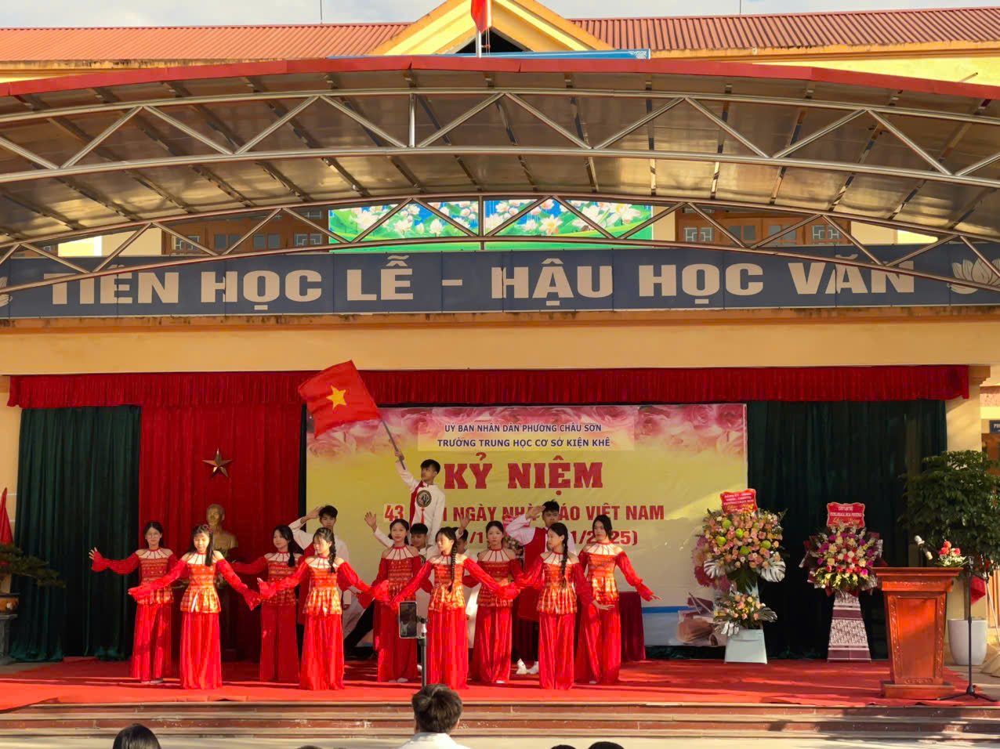 TIÊN HỌC LỄ - HẬU HỌC VĂN
UỶ BAN NHÂN DÂN PHƯỜNG CHÂU SƠN
TRƯỜNG TRUNG HỌC CƠ SỞ KIỆN KHÊ
KỶ NIỆM
43 NGÀY NHÀ GIÁO VIỆT NAM